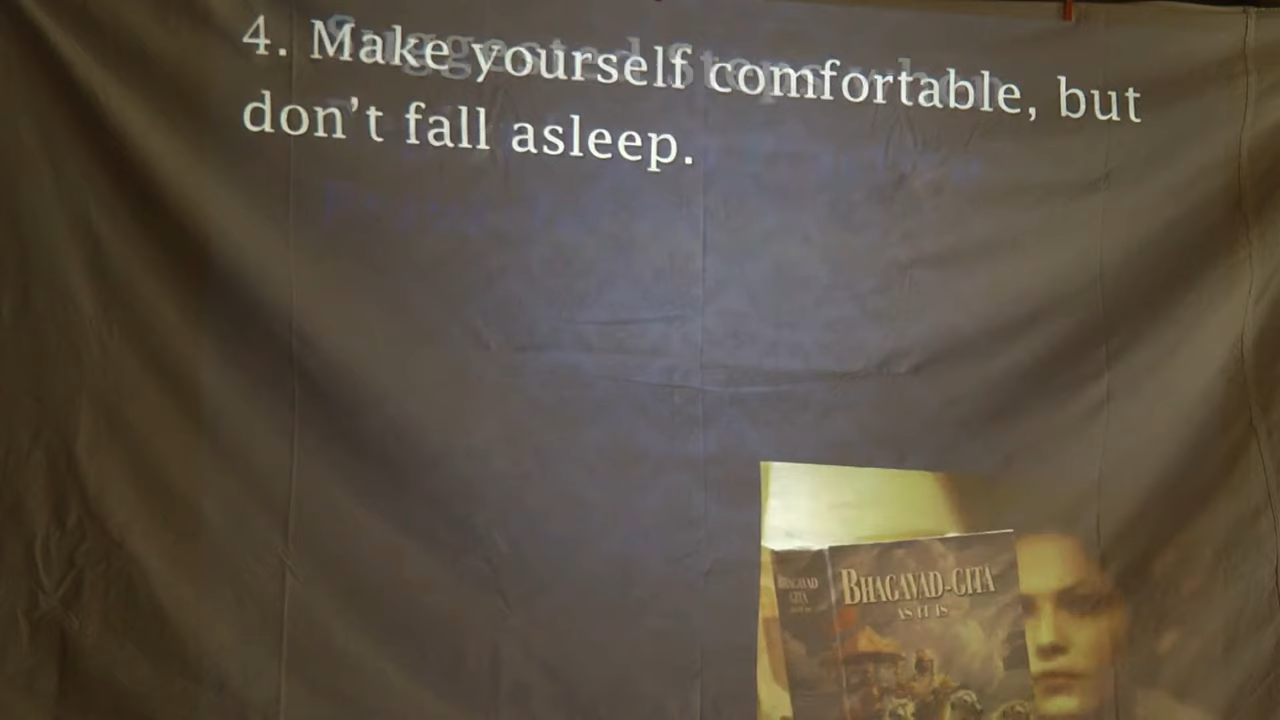 4. Make yourself comfortable, but
don't fall asleep.
BHAGAVAD
GITA
BHAGAVAD-GITA
AS IT IS